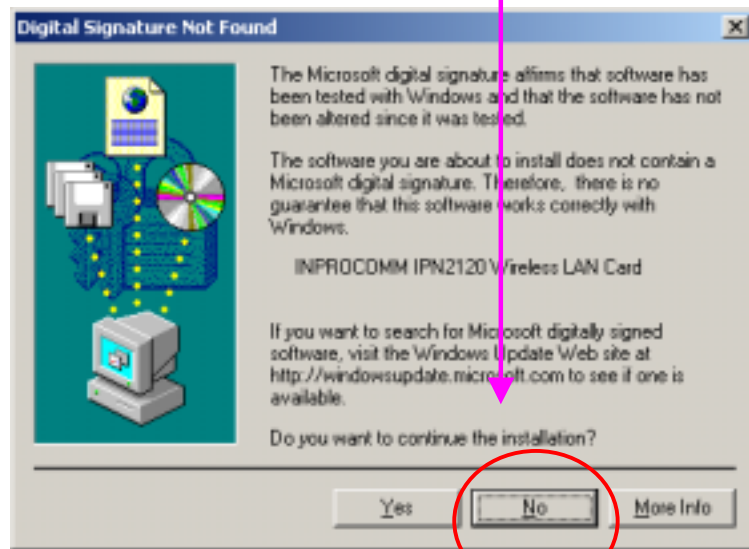 Digital Signature Not Found
The Microsoft digital signature affirms that software has
been tested with Windows and that the software has not
been altered since it was tested.
The software you are about to install does not contain a
Microsoft digital signature. Therefore, there is no
guarantee that this software works correctly with
Windows.
INPROCOMM IPN2120 Wireless LAN Card
If you want to search for Microsoft digitally signed
software, visit the Windows Update Web site at
http://windowsupdate.microsoft.com to see if one is
available.
Do you want to continue the installation?
Yes No More Info